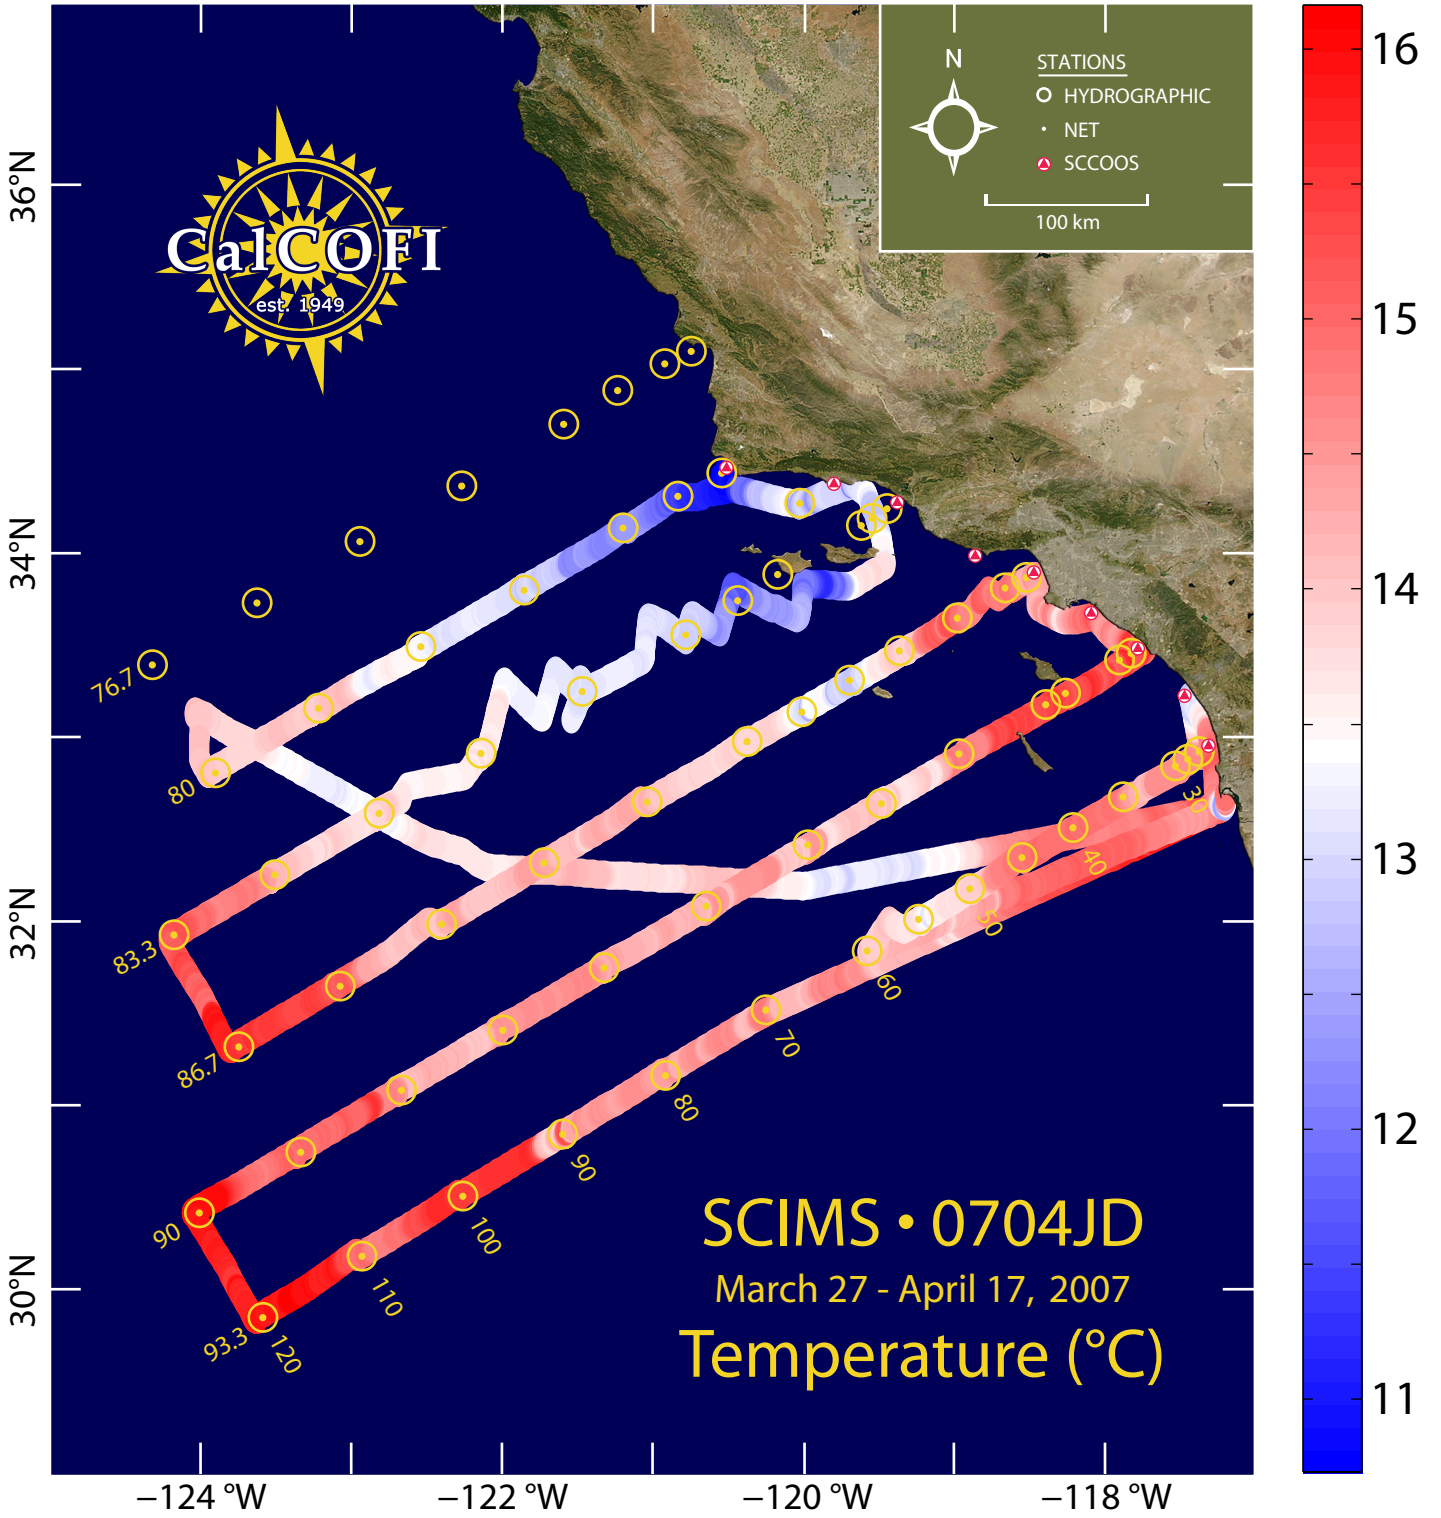 N
STATIONS
HYDROGRAPHIC
NET
SCCOOS
100 km
CalCOFI
est. 1949
36°N
34°N
32°N
30°N
76.7
80
83.3
86.7
90
93.3
30
40
50
60
70
80
90
100
110
120
SCIMS • 0704JD
March 27 - April 17, 2007
Temperature (°C)
−124 °W
−122 °W
−120 °W
−118 °W
16
15
14
13
12
11